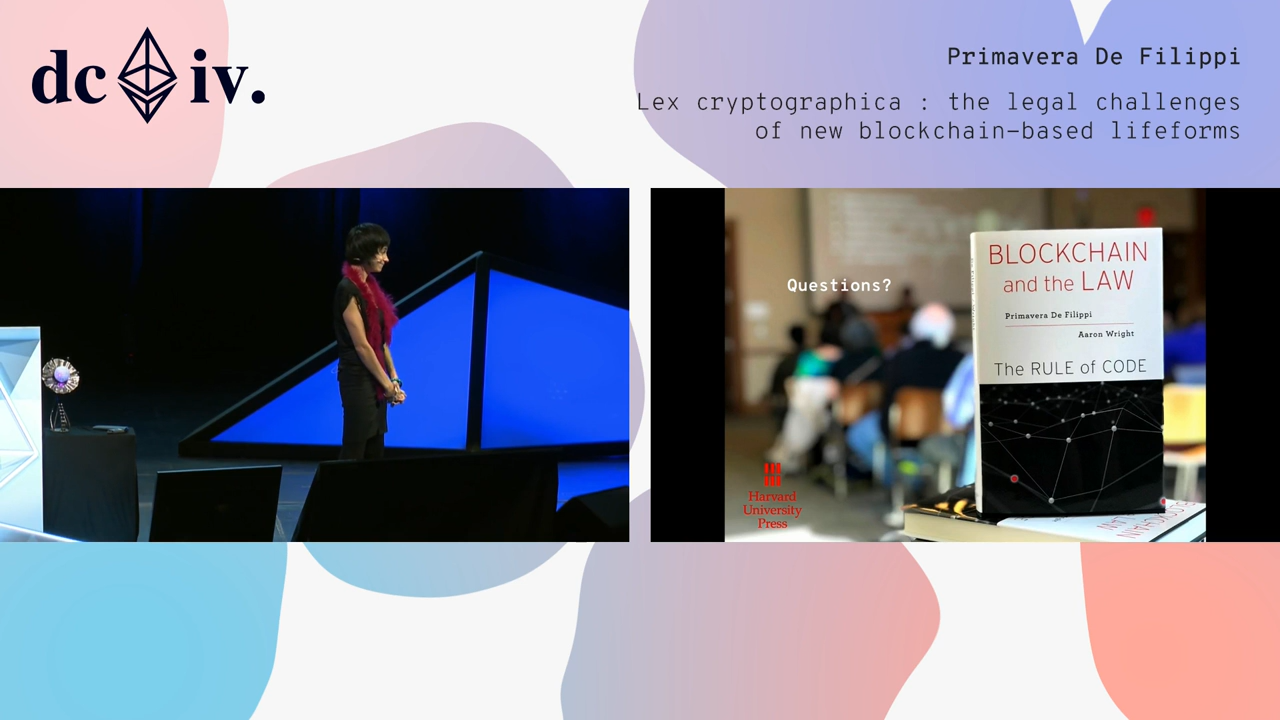 dc iv.
Primavera De Filippi
Lex cryptographica : the legal challenges
of new blockchain-based lifeforms
Questions?
BLOCKCHAIN
and the LAW
Primavera De Filippi
Aaron Wright
The RULE of CODE
Harvard
University
Press
BLOCKCHAIN